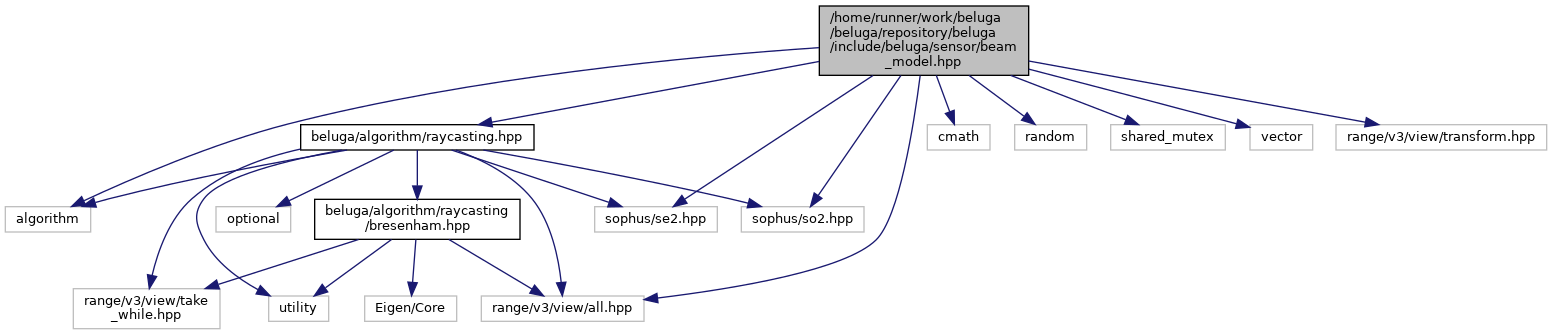 /home/runner/work/beluga
/beluga/repository/beluga
/include/beluga/sensor/beam
_model.hpp
beluga/algorithm/raycasting.hpp
cmath
random
shared_mutex
vector
range/v3/view/transform.hpp
algorithm
optional
beluga/algorithm/raycasting
/bresenham.hpp
sophus/se2.hpp
sophus/so2.hpp
range/v3/view/take
_while.hpp
utility
Eigen/Core
range/v3/view/all.hpp